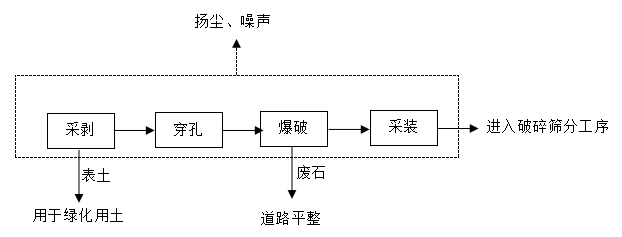 扬尘、噪声
采剥
穿孔
爆破
采装
进入破碎筛分工序
表土
废石
用于绿化用土
道路平整